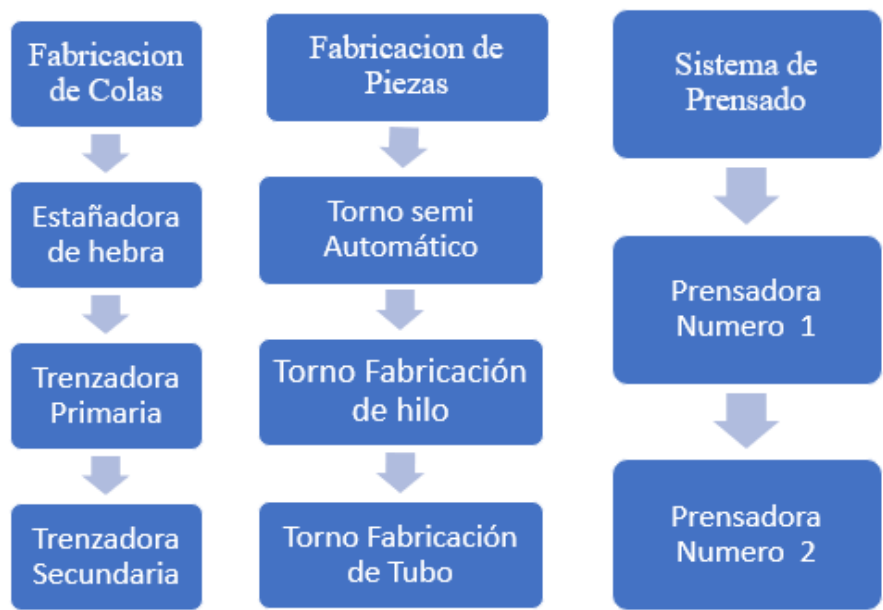 Fabricacion
de Colas
Estañadora
de hebra
Trenzadora
Primaria
Trenzadora
Secundaria
Fabricacion de
Piezas
Torno semi
Automático
Torno Fabricación
de hilo
Torno Fabricación
de Tubo
Sistema de
Prensado
Prensadora
Numero 1
Prensadora
Numero 2